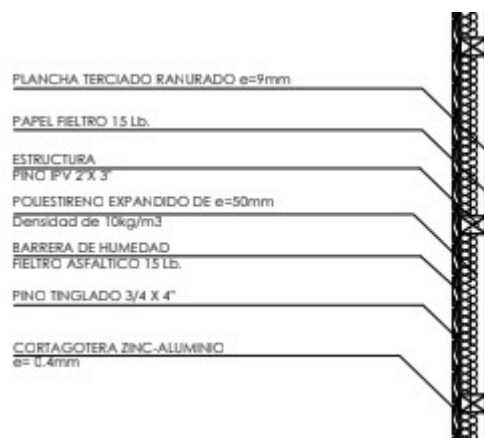 PLANCHA TERCIADO RANURADO e=9mm
PAPEL FIELTRO 15 Lb.
ESTRUCTURA
PINO IPV 2"X 3"
POLIESTIRENO EXPANDIDO DE e=50mm
Densidad de 10kg/m3
BARRERA DE HUMEDAD
FIELTRO ASFALTICO 15 Lb.
PINO TINGLADO 3/4 X 4"
CORTAGOTERA ZINC-ALUMINIO
e= 0.4mm